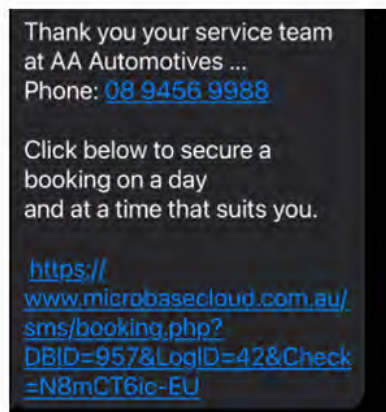 Thank you your service team
at AA Automotives ...
Phone: 08 9456 9988
Click below to secure a
booking on a day
and at a time that suits you.
https://
www.microbasecloud.com.au/
sms/booking.php?
DBID=957&LogID=42&Check
=N8mCT6ic-EU